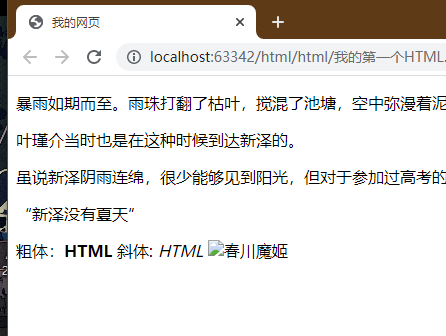 我的网页
localhost:63342/html/html/我的第一个HTML.
暴雨如期而至。雨珠打翻了枯叶，搅混了池塘，空中弥漫着泥
叶瑾介当时也是在这种时候到达新泽的。
虽说新泽阴雨连绵，很少能够见到阳光，但对于参加过高考的
“新泽没有夏天”
粗体：HTML 斜体: HTML 春川魔姬